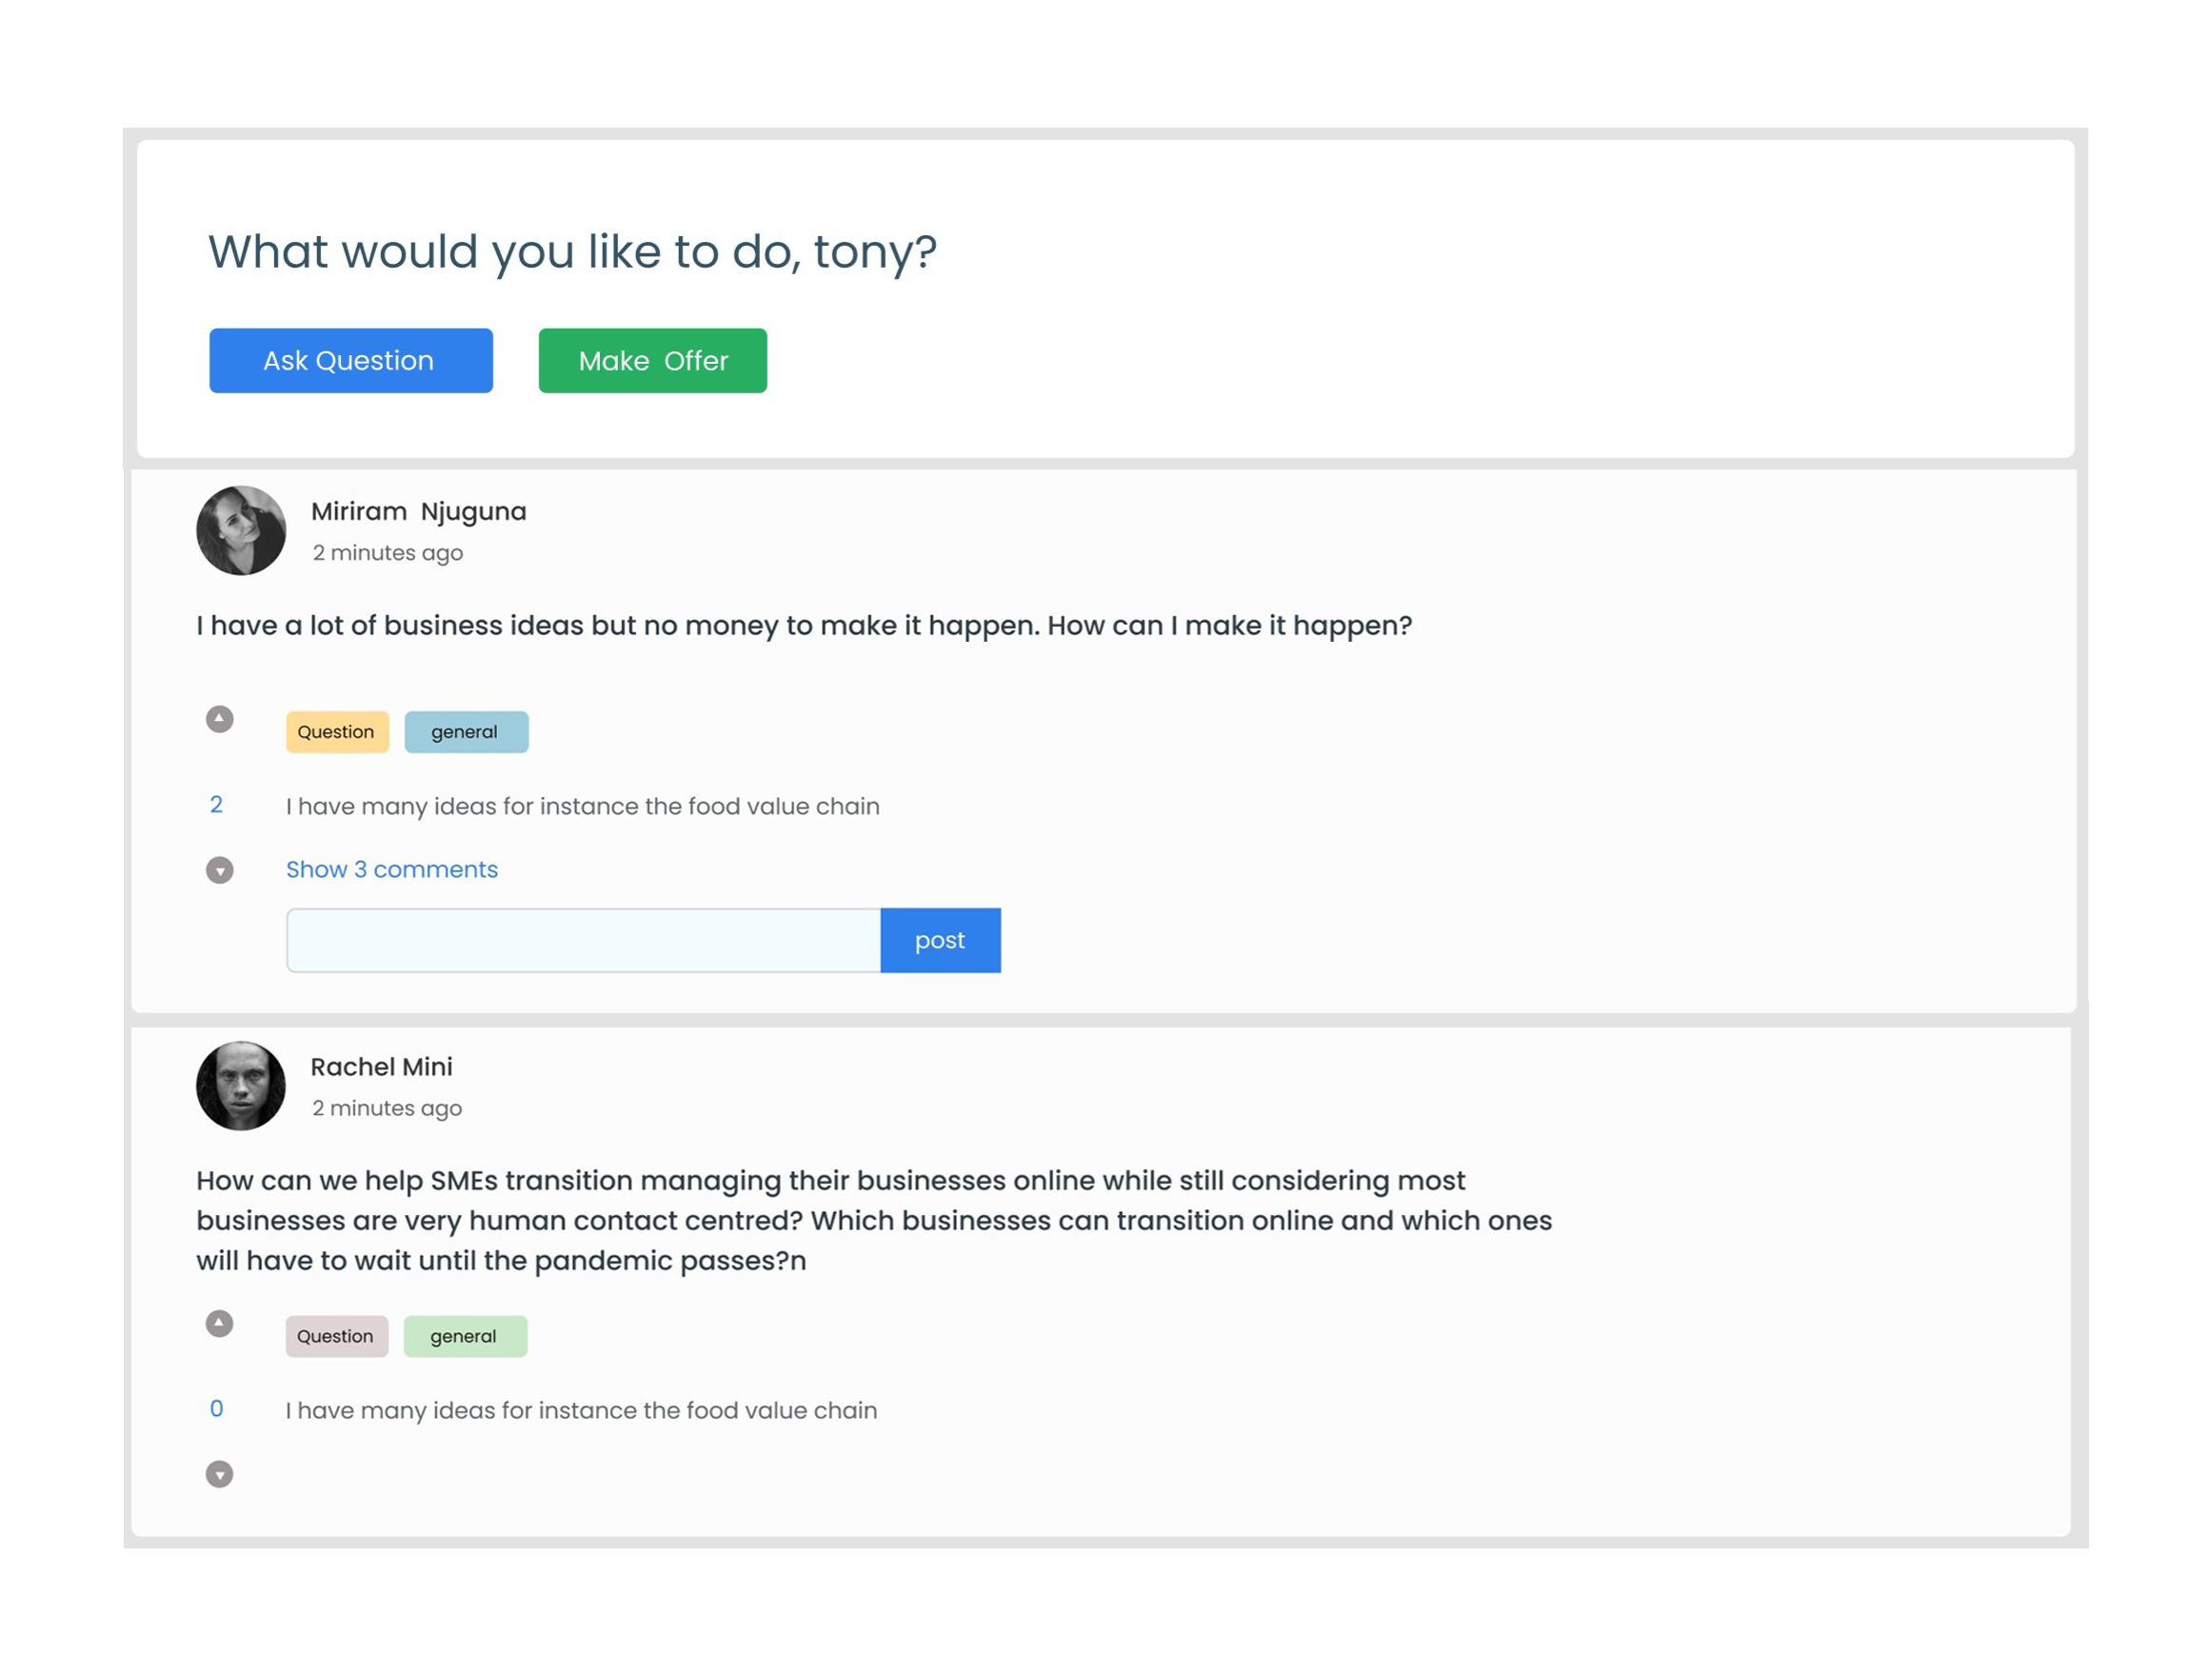 What would you like to do, tony?
Ask Question
Make Offer
Miriram Njuguna
2 minutes ago
I have a lot of business ideas but no money to make it happen. How can I make it happen?
Question
general
2
I have many ideas for instance the food value chain
Show 3 comments
post
Rachel Mini
2 minutes ago
How can we help SMEs transition managing their businesses online while still considering most
businesses are very human contact centred? Which businesses can transition online and which ones
will have to wait until the pandemic passes?n
Question
general
0
I have many ideas for instance the food value chain